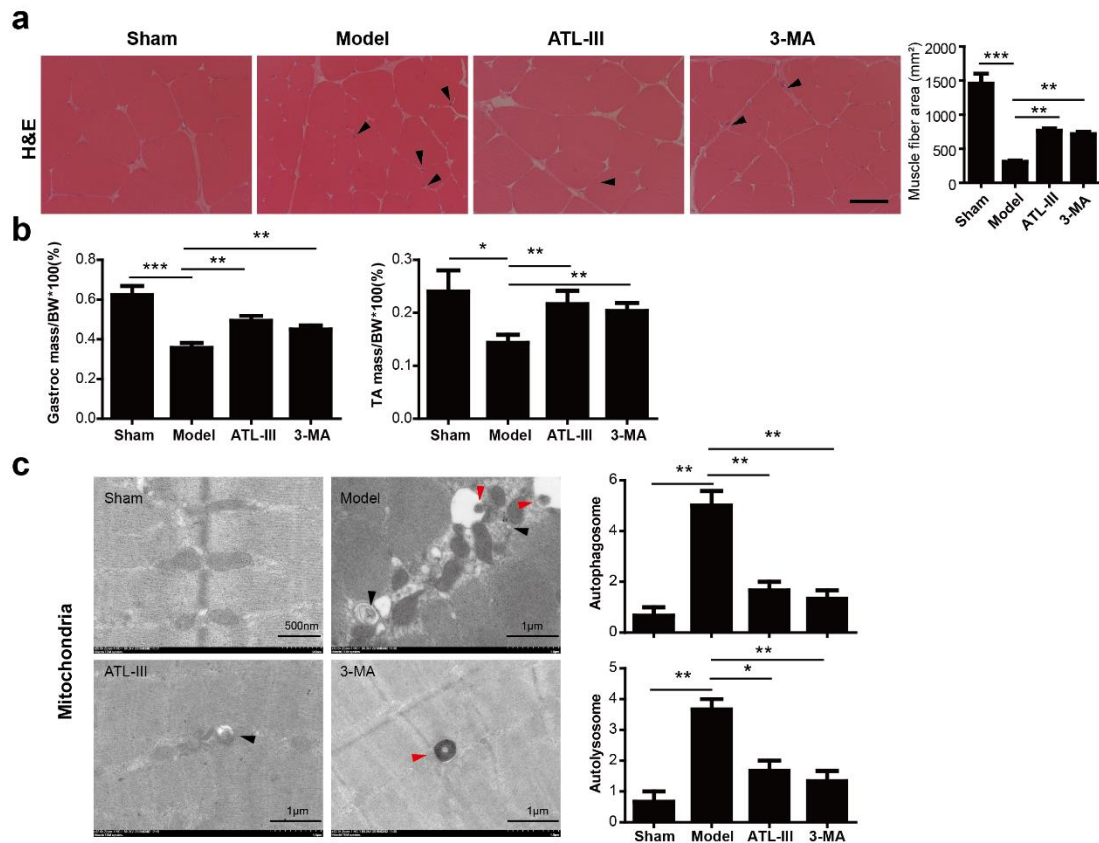 a
Sham Model ATL-III 3-MA
H&E
Muscle fiber area (mm²)
2000
1500
1000
500
0
***
**
**
Sham Model ATL-III 3-MA
b
Gastroc mass/BW*100(%)
0.8
0.6
0.4
0.2
0.0
**
***
**
Sham Model ATL-III 3-MA
TA mass/BW*100(%)
0.3
0.2
0.1
0.0
*
**
**
Sham Model ATL-III 3-MA
c
Mitochondria
Sham
500nm
Model
1μm
ATL-III
1μm
3-MA
1μm
Autophagosome
6
4
2
0
**
**
**
Autolysosome
5
4
3
2
1
0
**
**
*
Sham Model ATL-III 3-MA